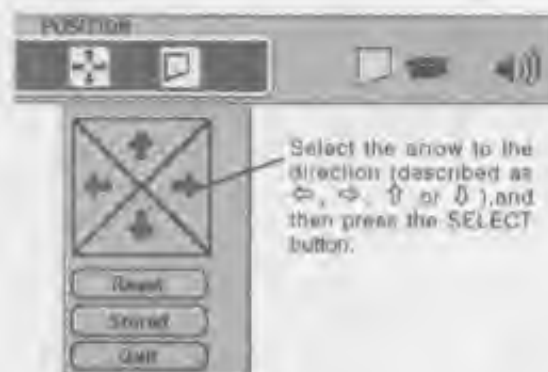 POSITION
Select the arrow to the
direction (described as
⇦, ⇨, ⇧ or ⇩ ),and
then press the SELECT
button.
Reset
Stored
Quit